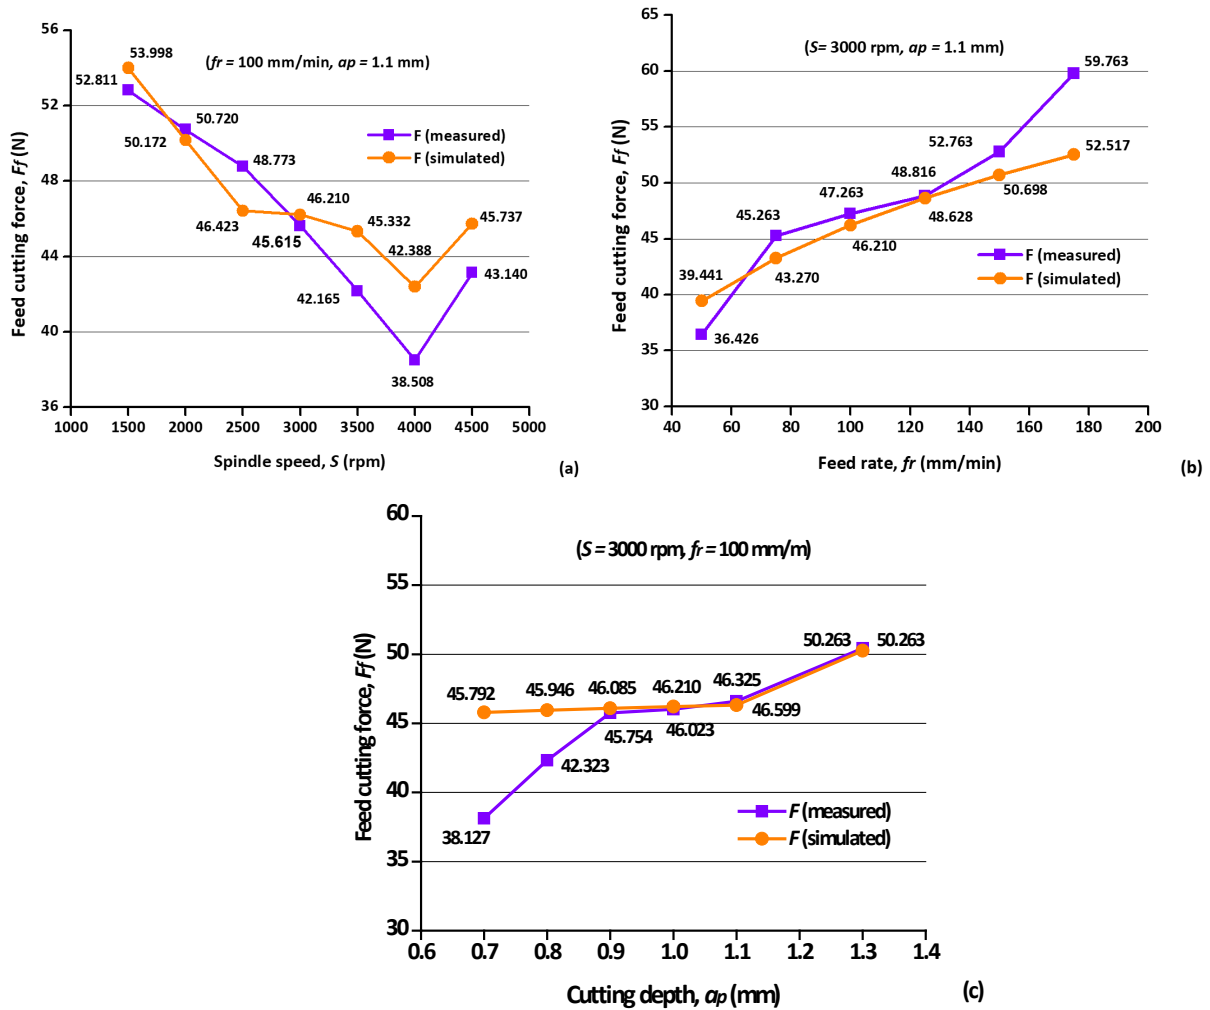 56
52
48
44
40
36
Feed cutting force, Ff (N)
53.998
52.811
(fr = 100 mm/min, ap = 1.1 mm)
50.720
50.172
F (measured)
F (simulated)
48.773
46.210
46.423
45.615
45.332
45.737
42.388
43.140
42.165
38.508
1000 1500 2000 2500 3000 3500 4000 4500 5000
Spindle speed, S (rpm)
(a)
65
60
55
50
45
40
35
30
Feed cutting force, Ff (N)
(S= 3000 rpm, ap = 1.1 mm)
59.763
52.763
52.517
48.816
50.698
47.263
48.628
45.263
46.210
F (measured)
F (simulated)
39.441
43.270
36.426
40 60 80 100 120 140 160 180 200
Feed rate, fr (mm/min)
(b)
60
55
50
45
40
35
30
Feed cutting force, Ff (N)
(S = 3000 rpm, fr = 100 mm/m)
50.263 50.263
45.792 45.946 46.085 46.210 46.325
46.599
45.754 46.023
42.323
38.127
F (measured)
F (simulated)
0.6 0.7 0.8 0.9 1.0 1.1 1.2 1.3 1.4
Cutting depth, ap (mm)
(c)